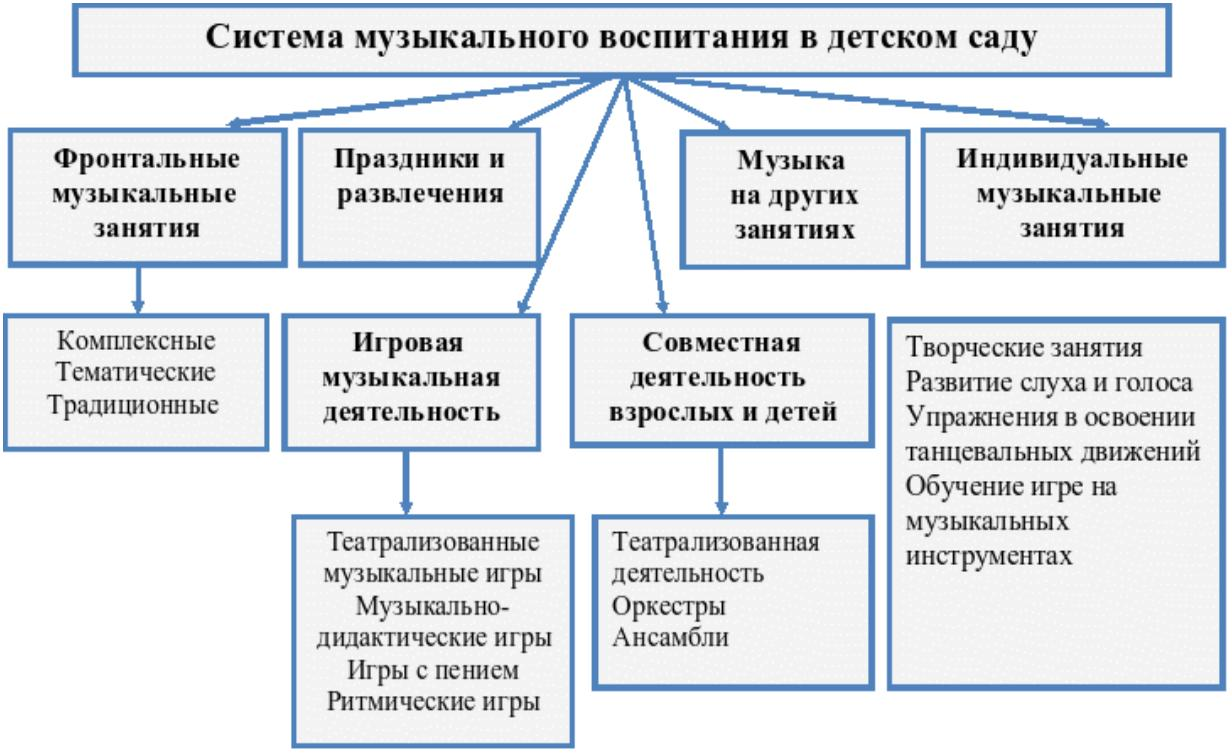 Система музыкального воспитания в детском саду
Фронтальные
музыкальные
занятия
Праздники и
развлечения
Музыка
на других
занятиях
Индивидуальные
музыкальные
занятия
Комплексные
Тематические
Традиционные
Игровая
музыкальная
деятельность
Совместная
деятельность
взрослых и детей
Творческие занятия
Развитие слуха и голоса
Упражнения в освоении
танцевальных движений
Обучение игре на
музыкальных
инструментах
Театрализованные
музыкальные игры
Музыкально-
дидактические игры
Игры с пением
Ритмические игры
Театрализованная
деятельность
Оркестры
Ансамбли